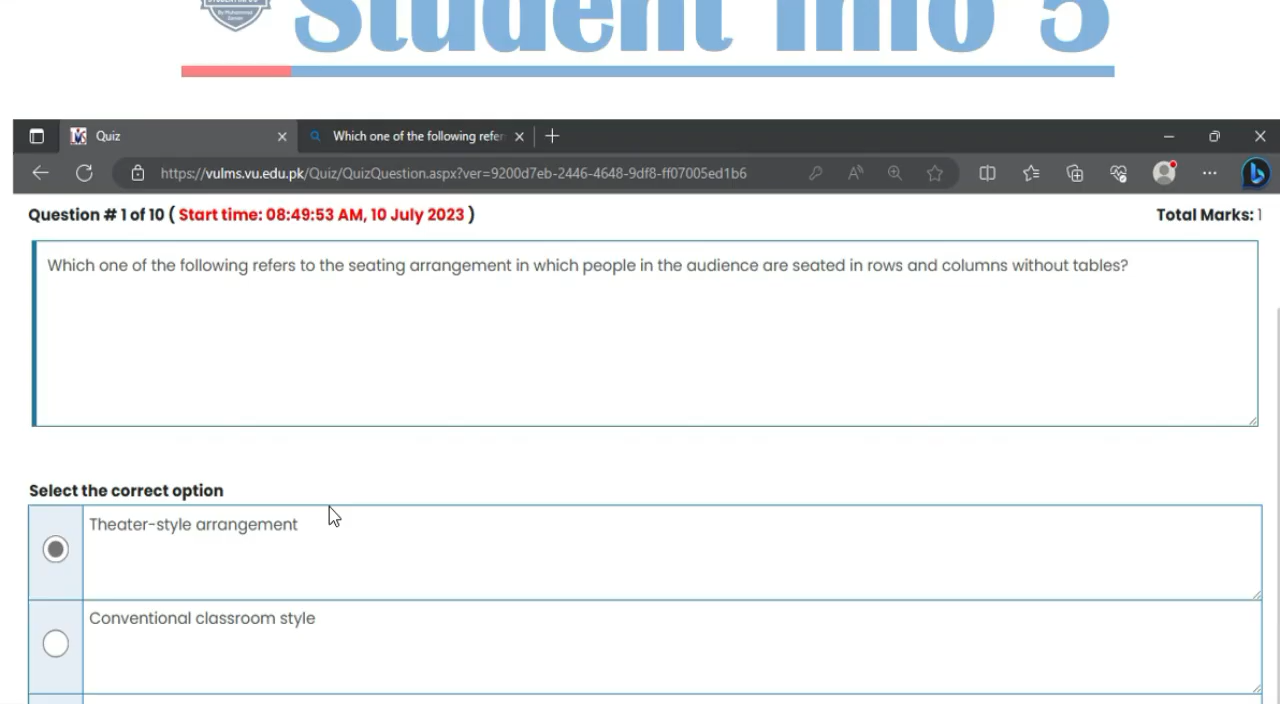 Student Info 5
By Muhammad
Quiz
Which one of the following refer
https://vulms.vu.edu.pk/Quiz/QuizQuestion.aspx?ver=9200d7eb-2446-4648-9df8-ff07005ed1b6
Question # 1 of 10 ( Start time: 08:49:53 AM, 10 July 2023 )
Total Marks: 1
Which one of the following refers to the seating arrangement in which people in the audience are seated in rows and columns without tables?
Select the correct option
Theater-style arrangement
Conventional classroom style